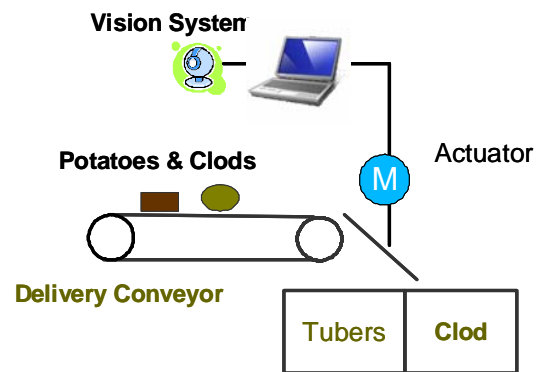 Vision System
Potatoes & Clods
Actuator
M
Delivery Conveyor
Tubers
Clod